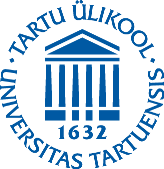 · TARTU ÜLIKOOL ·
1632
UNIVERSITAS TARTUENSIS